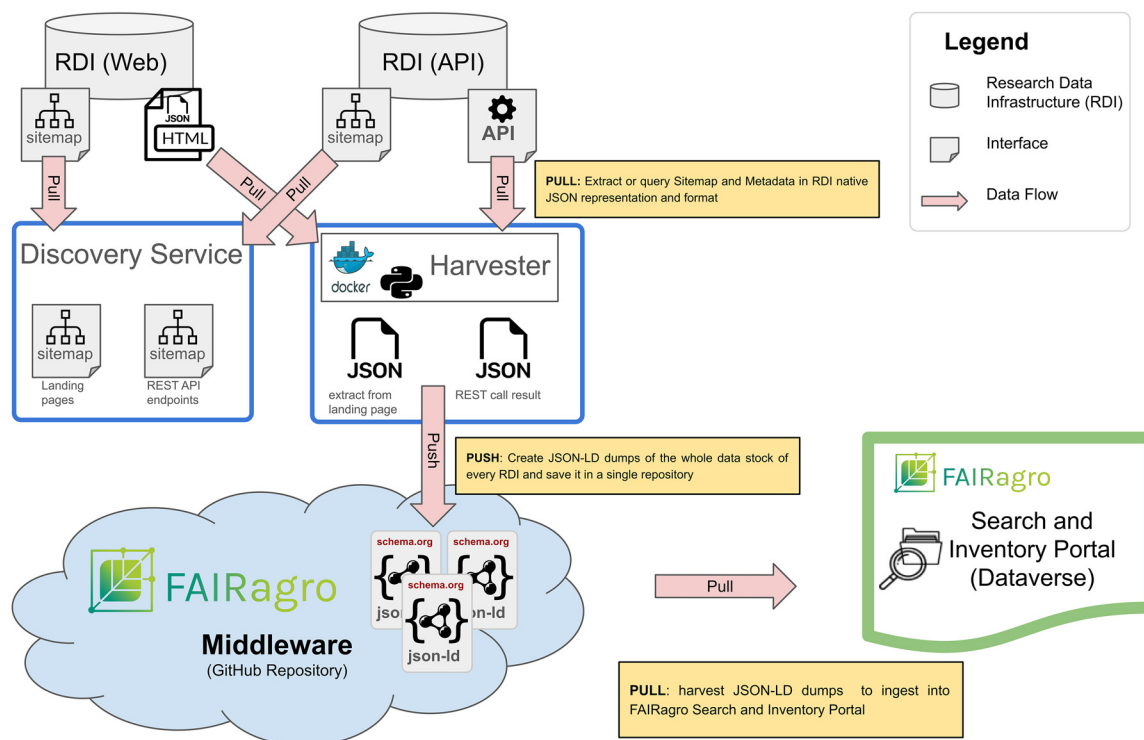 RDI (Web)
RDI (API)
sitemap
JSON
HTML
sitemap
API
Pull
Pull
Pull
Pull
PULL: Extract or query Sitemap and Metadata in RDI native
JSON representation and format
Legend
Research Data
Infrastructure (RDI)
Interface
Data Flow
Discovery Service
sitemap
Landing
pages
sitemap
REST API
endpoints
docker
Harvester
JSON
extract from
landing page
JSON
REST call result
Push
PUSH: Create JSON-LD dumps of the whole data stock of
every RDI and save it in a single repository
FAIRagro
Middleware
(GitHub Repository)
schema.org
schema.org
schema.org
json-ld
Pull
FAIRagro
Search and
Inventory Portal
(Dataverse)
PULL: harvest JSON-LD dumps to ingest into
FAIRagro Search and Inventory Portal